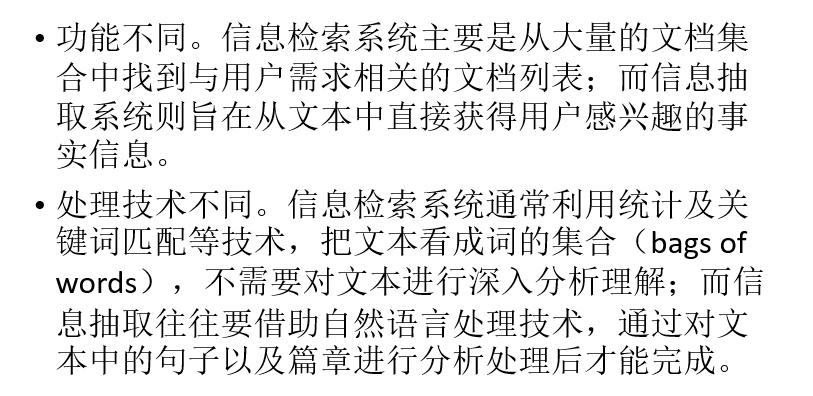 • 功能不同。信息检索系统主要是从大量的文档集
合中找到与用户需求相关的文档列表；而信息抽
取系统则旨在从文本中直接获得用户感兴趣的事
实信息。
• 处理技术不同。信息检索系统通常利用统计及关
键词匹配等技术，把文本看成词的集合（bags of
words），不需要对文本进行深入分析理解；而信
息抽取往往要借助自然语言处理技术，通过对文
本中的句子以及篇章进行分析处理后才能完成。